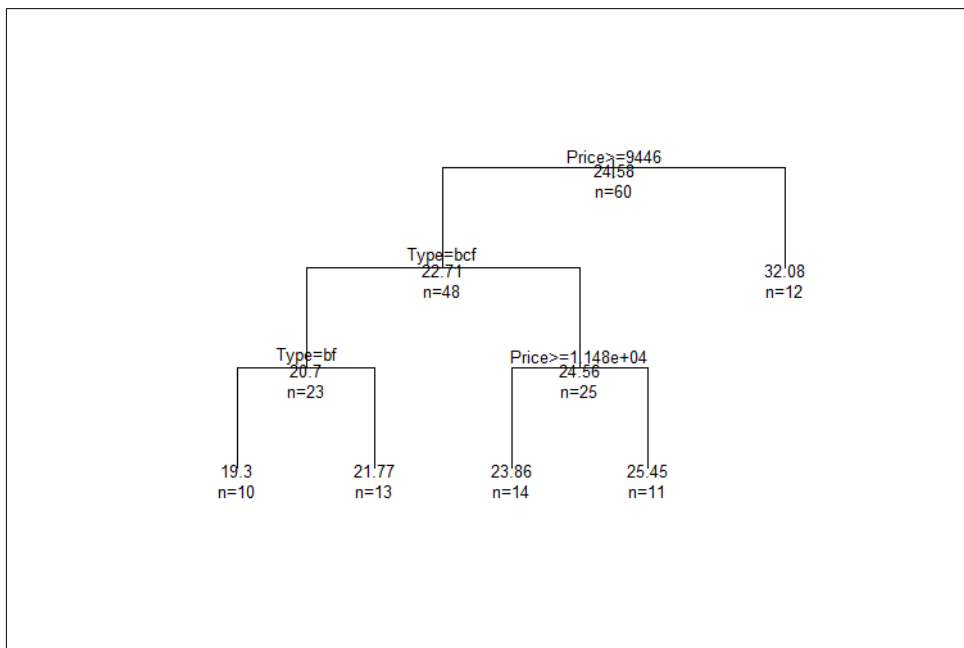 Price>=9446
24.58
n=60
Type=bcf
22.71
n=48
32.08
n=12
Type=bf
20.7
n=23
Price>=1.148e+04
24.56
n=25
19.3
n=10
21.77
n=13
23.86
n=14
25.45
n=11